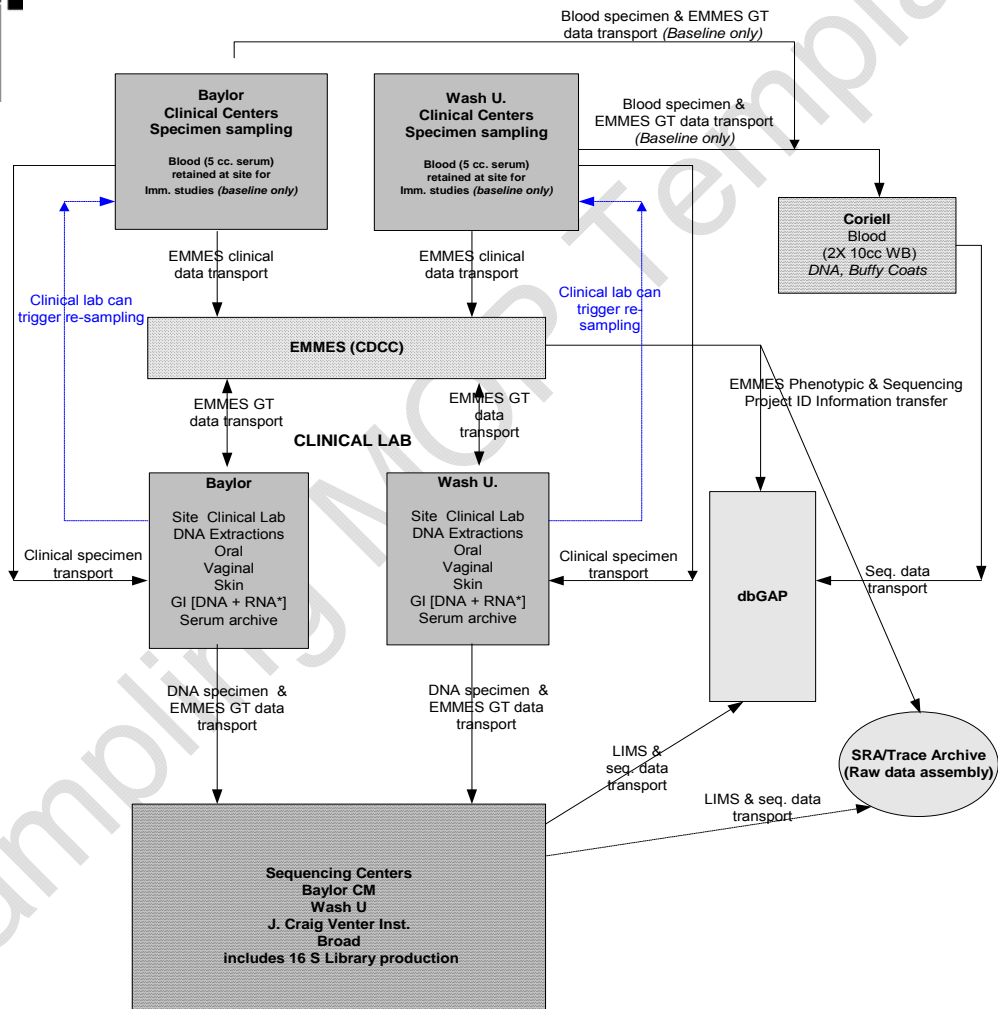 Blood specimen & EMMES GT
data transport (Baseline only)
Baylor
Clinical Centers
Specimen sampling
Blood (5 cc. serum)
retained at site for
Imm. studies (baseline only)
Wash U.
Clinical Centers
Specimen sampling
Blood (5 cc. serum)
retained at site for
Imm. studies (baseline only)
Blood specimen &
EMMES GT data transport
(Baseline only)
Coriell
Blood
(2X 10cc WB)
DNA, Buffy Coats
EMMES clinical
data transport
EMMES clinical
data transport
Clinical lab can
trigger re-sampling
Clinical lab can
trigger re-
sampling
EMMES (CDCC)
EMMES Phenotypic & Sequencing
Project ID Information transfer
EMMES GT
data transport
EMMES GT
data
transport
CLINICAL LAB
Baylor
Site Clinical Lab
DNA Extractions
Oral
Vaginal
Skin
GI [DNA + RNA*]
Serum archive
Wash U.
Site Clinical Lab
DNA Extractions
Oral
Vaginal
Skin
GI [DNA + RNA*]
Serum archive
Clinical specimen
transport
Clinical specimen
transport
dbGAP
Seq. data
transport
DNA specimen &
EMMES GT data
transport
DNA specimen &
EMMES GT data
transport
LIMS &
seq. data
transport
SRA/Trace Archive
(Raw data assembly)
LIMS & seq. data
transport
Sequencing Centers
Baylor CM
Wash U
J. Craig Venter Inst.
Broad
includes 16 S Library production
ampling MOP Templa